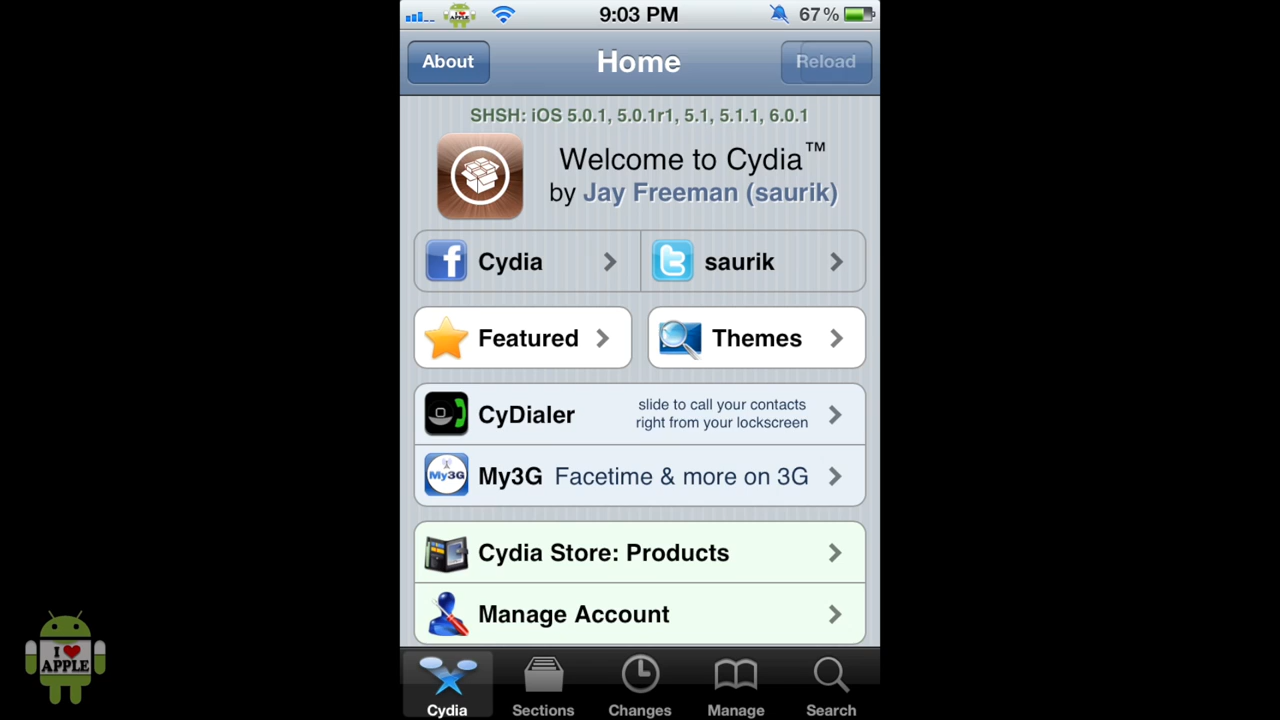 I ♥ APPLE 9:03 PM 67%
About Home Reload
SHSH: iOS 5.0.1, 5.0.1r1, 5.1, 5.1.1, 6.0.1
Welcome to Cydia™
by Jay Freeman (saurik)
Cydia saurik
Featured Themes
CyDialer slide to call your contacts
right from your lockscreen
My3G My3G Facetime & more on 3G
Cydia Store: Products
Manage Account
Cydia Sections Changes Manage Search
I ♥
APPLE